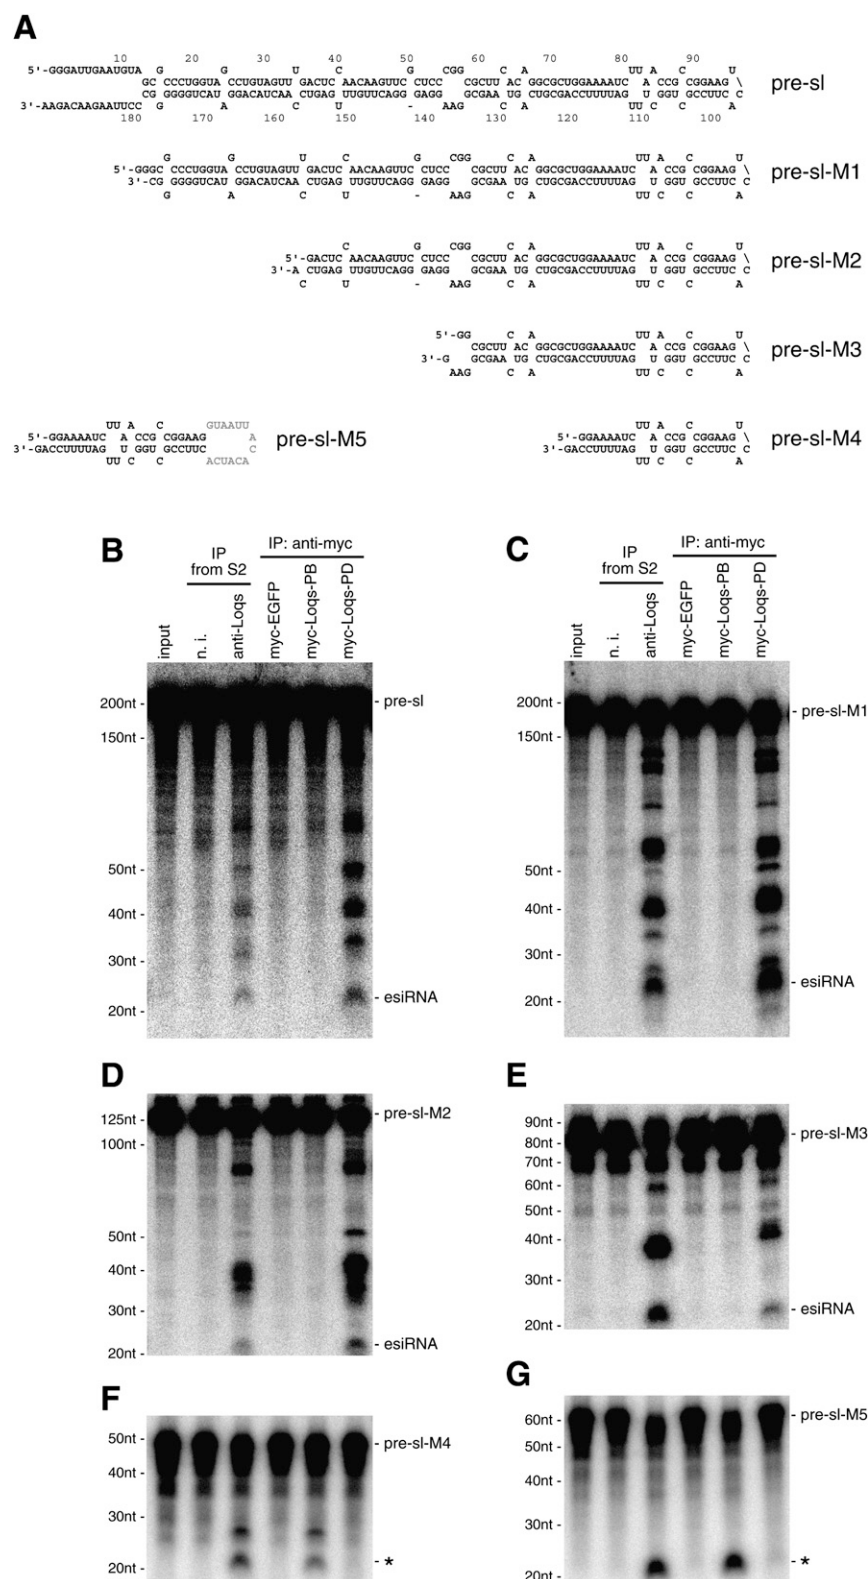 A
10 20 30 40 50 60 70 80 90
G G U C G CGG C A UU A C U
5'-GGGAUUGAAUGUA GC CCCUGGUA CCUGUAGUU GACUC ACAAGUUC CUCC CGCUU AC GGCGCUGGAAAAUC A CCG CGGAAG \
CG GGGGUCAU GGACAUCAA CUGAG UUGUUCAGG GAGG GCGAA UG CUGCGACCUUUUAG U GGU GCCUUC C
3'-AAGACAAGAAUUCC G A C U - AAG C A UU C C A
180 170 160 150 140 130 120 110 100
pre-sl
G G U C G CGG C A UU A C U
5'-GGGC CCCUGGUA CCUGUAGUU GACUC AACAAGUUC CUCC CGCUU AC GGCGCUGGAAAAUC A CCG CGGAAG \
3'-CG GGGGUCAU GGACAUCAA CUGAG UUGUUCAGG GAGG GCGAA UG CUGCGACCUUUUAG U GGU GCCUUC C
G A C U - AAG C A UU C C A
pre-sl-M1
C G CGG C A UU A C U
5'-GACUC AACAAGUUC CUCC CGCUU AC GGCGCUGGAAAAUC A CCG CGGAAG \
3'-A CUGAG UUGUUCAGG GAGG GCGAA UG CUGCGACCUUUUAG U GGU GCCUUC C
C U - AAG C A UU C C A
pre-sl-M2
5'-GG C A UU A C U
CGCUU AC GGCGCUGGAAAAUC A CCG CGGAAG \
3'-G GCGAA UG CUGCGACCUUUUAG U GGU GCCUUC C
AAG C A UU C C A
pre-sl-M3
UU A C GUAAUU
5'-GGAAAAUC A CCG CGGAAG A
3'-GACCUUUUAG U GGU GCCUUC C
UU C C ACUACA
pre-sl-M5
UU A C U
5'-GGAAAAUC A CCG CGGAAG \
3'-GACCUUUUAG U GGU GCCUUC C
UU C C A
pre-sl-M4
B
IP from S2
IP: anti-myc
input
n. i.
anti-Loqs
myc-EGFP
myc-Loqs-PB
myc-Loqs-PD
200nt -
- pre-sl
150nt -
50nt -
40nt -
30nt -
- esiRNA
20nt -
C
IP from S2
IP: anti-myc
input
n. i.
anti-Loqs
myc-EGFP
myc-Loqs-PB
myc-Loqs-PD
200nt -
- pre-sl-M1
150nt -
50nt -
40nt -
30nt -
- esiRNA
20nt -
D
125nt -
- pre-sl-M2
100nt -
50nt -
40nt -
30nt -
- esiRNA
20nt -
E
90nt -
- pre-sl-M3
80nt -
70nt -
60nt -
50nt -
40nt -
30nt -
- esiRNA
20nt -
F
50nt -
- pre-sl-M4
40nt -
30nt -
20nt -
- *
G
60nt -
- pre-sl-M5
50nt -
40nt -
30nt -
- *
20nt -